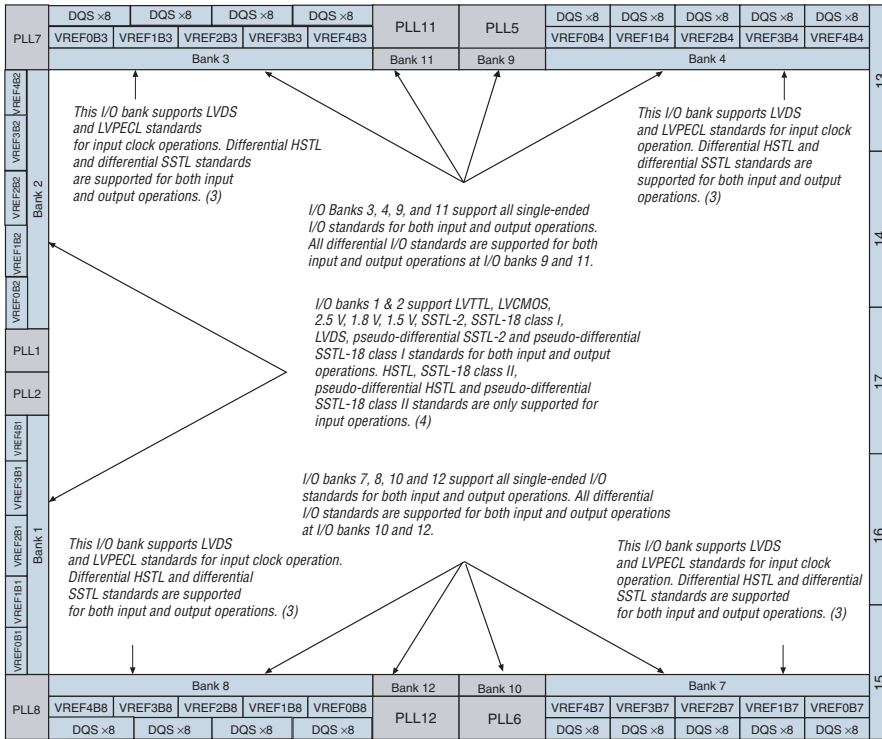 PLL7
DQS ×8 DQS ×8 DQS ×8 DQS ×8
VREF0B3 VREF1B3 VREF2B3 VREF3B3 VREF4B3
Bank 3
PLL11
Bank 11
PLL5
Bank 9
DQS ×8 DQS ×8 DQS ×8 DQS ×8 DQS ×8
VREF0B4 VREF1B4 VREF2B4 VREF3B4 VREF4B4
Bank 4
VREF4B2
VREF3B2
VREF2B2
VREF1B2
VREF0B2
Bank 2
This I/O bank supports LVDS
and LVPECL standards
for input clock operations. Differential HSTL
and differential SSTL standards
are supported for both input
and output operations. (3)
This I/O bank supports LVDS
and LVPECL standards for input clock
operation. Differential HSTL and
differential SSTL standards are
supported for both input and output
operations. (3)
13
14
17
16
15
I/O Banks 3, 4, 9, and 11 support all single-ended
I/O standards for both input and output operations.
All differential I/O standards are supported for both
input and output operations at I/O banks 9 and 11.
PLL1
PLL2
I/O banks 1 & 2 support LVTTL, LVCMOS,
2.5 V, 1.8 V, 1.5 V, SSTL-2, SSTL-18 class I,
LVDS, pseudo-differential SSTL-2 and pseudo-differential
SSTL-18 class I standards for both input and output
operations. HSTL, SSTL-18 class II,
pseudo-differential HSTL and pseudo-differential
SSTL-18 class II standards are only supported for
input operations. (4)
VREF4B1
VREF3B1
VREF2B1
VREF1B1
VREF0B1
Bank 1
I/O banks 7, 8, 10 and 12 support all single-ended I/O
standards for both input and output operations. All differential
I/O standards are supported for both input and output operations
at I/O banks 10 and 12.
This I/O bank supports LVDS
and LVPECL standards for input clock operation.
Differential HSTL and differential
SSTL standards are supported
for both input and output operations. (3)
This I/O bank supports LVDS
and LVPECL standards for input clock
operation. Differential HSTL and differential
SSTL standards are supported
for both input and output operations. (3)
PLL8
Bank 8
VREF4B8 VREF3B8 VREF2B8 VREF1B8 VREF0B8
DQS ×8 DQS ×8 DQS ×8 DQS ×8
Bank 12
PLL12
Bank 10
PLL6
Bank 7
VREF4B7 VREF3B7 VREF2B7 VREF1B7 VREF0B7
DQS ×8 DQS ×8 DQS ×8 DQS ×8 DQS ×8